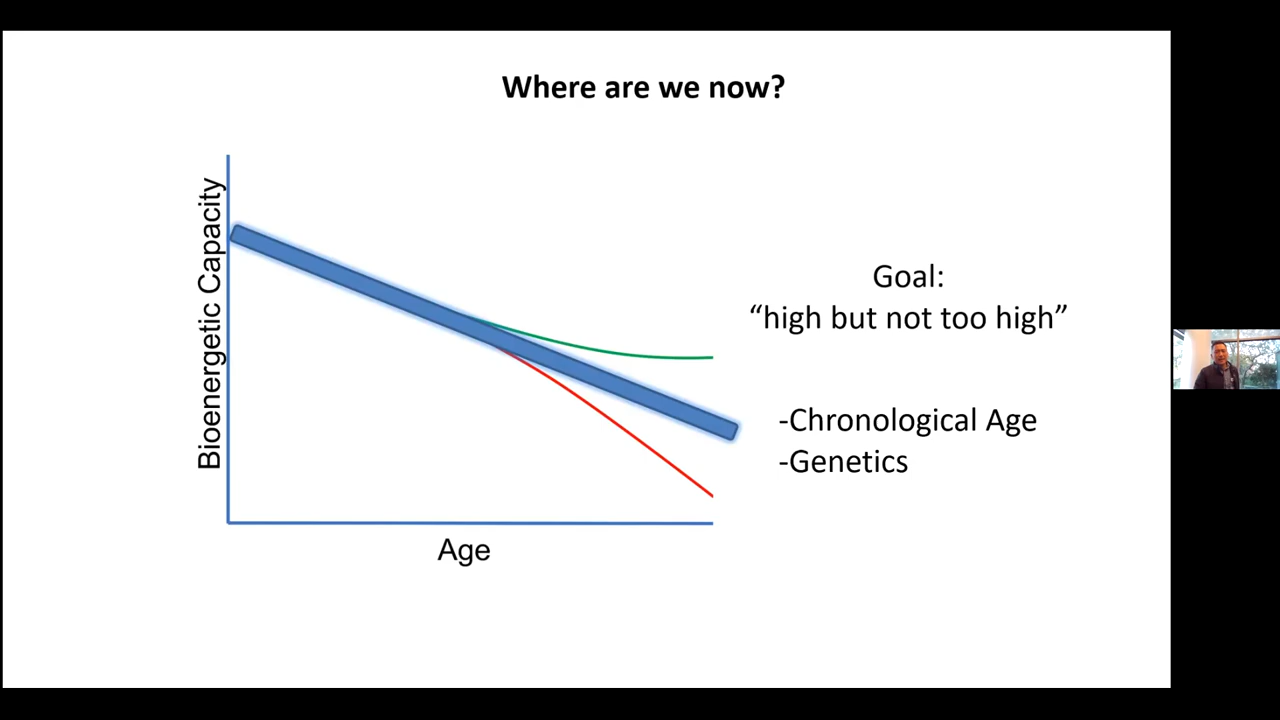 Where are we now?
Bioenergetic Capacity
Age
Goal:
“high but not too high”
-Chronological Age
-Genetics